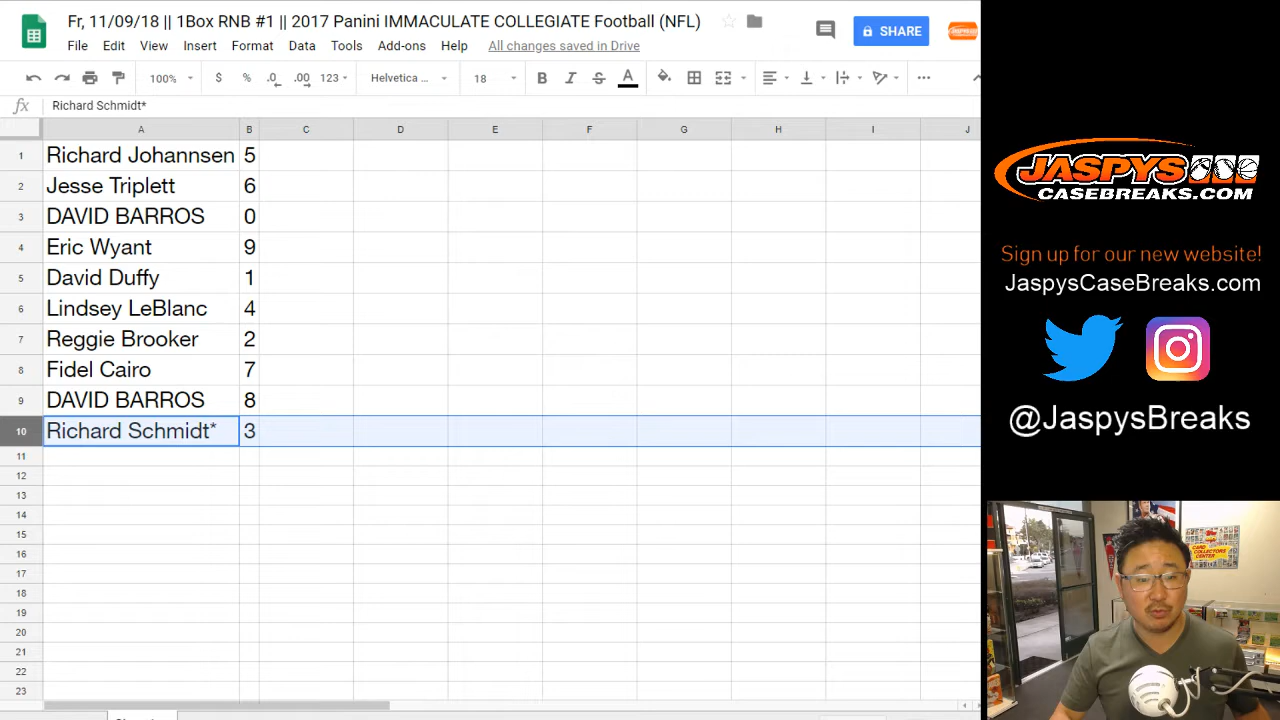 Fr, 11/09/18 || 1Box RNB #1 || 2017 Panini IMMACULATE COLLEGIATE Football (NFL)
File Edit View Insert Format Data Tools Add-ons Help All changes saved in Drive
SHARE
100% $ % .0 .00 123 Helvetica ... 18 B I S A
fx Richard Schmidt*
A B C D E F G H I J
1 Richard Johannsen 5
2 Jesse Triplett 6
3 DAVID BARROS 0
4 Eric Wyant 9
5 David Duffy 1
6 Lindsey LeBlanc 4
7 Reggie Brooker 2
8 Fidel Cairo 7
9 DAVID BARROS 8
10 Richard Schmidt* 3
11
12
13
14
15
16
17
18
19
20
21
22
23
JASPYS
CASEBREAKS.COM
Sign up for our new website!
JaspysCaseBreaks.com
@JaspysBreaks